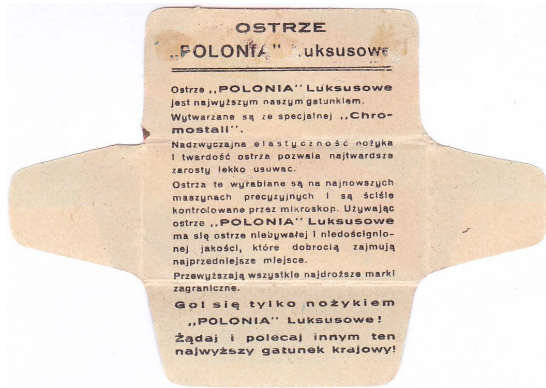 OSTRZE
„POLONIA" Luksusowe
Ostrze „POLONIA" Luksusowe
jest najwyższym naszym gatunkiem.
Wytwarzane są ze specjalnej „Chro-
mostali".
Nadzwyczajna elastyczność nożyka
i twardość ostrza pozwala najtwardsze
zarosty lekko usuwać.
Ostrza te wyrabiane są na najnowszych
maszynach precyzyjnych i są ściśle
kontrolowane przez mikroskop. Używając
ostrze „POLONIA" Luksusowe
ma się ostrze niebywałej i niedoścignio-
nej jakości, które dobrocią zajmują
najprzedniejsze miejsce.
Przewyższają wszystkie najdroższe marki
zagraniczne.
Gol się tylko nożykiem
„POLONIA" Luksusowe!
Żądaj i polecaj innym ten
najwyższy gatunek krajowy!